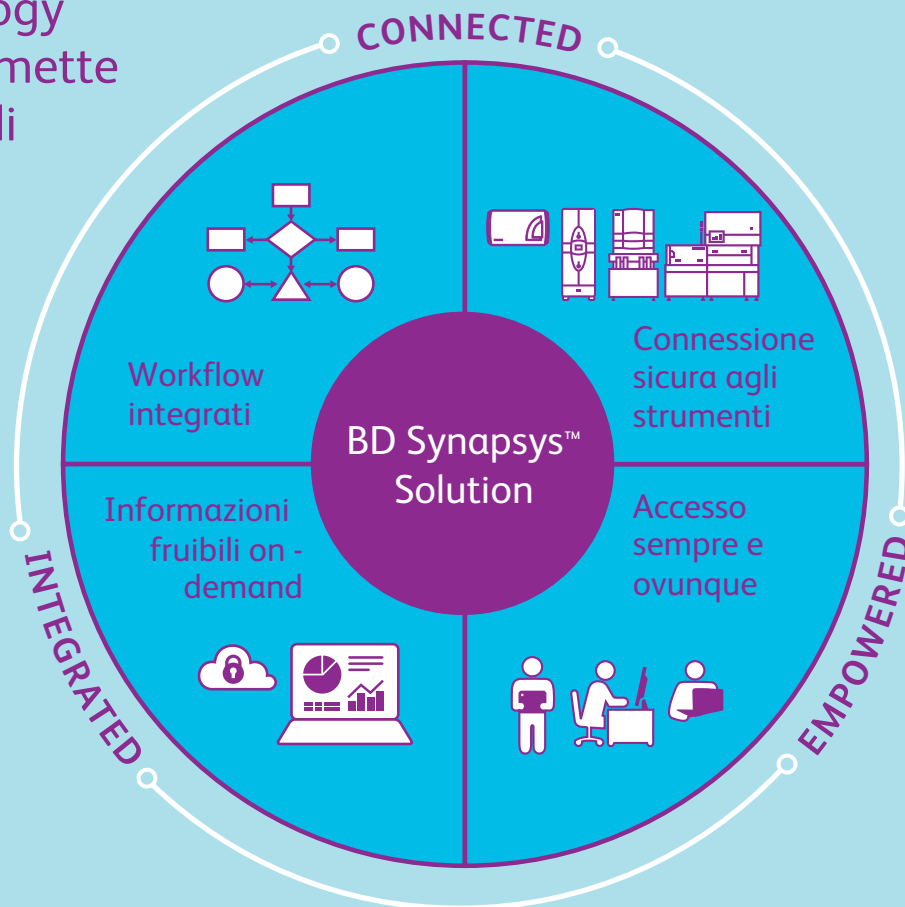 ogy
mette
li
CONNECTED
Workflow
integrati
Connessione
sicura agli
strumenti
BD Synapsys™
Solution
Informazioni
fruibili on -
demand
Accesso
sempre e
ovunque
INTEGRATED
EMPOWERED